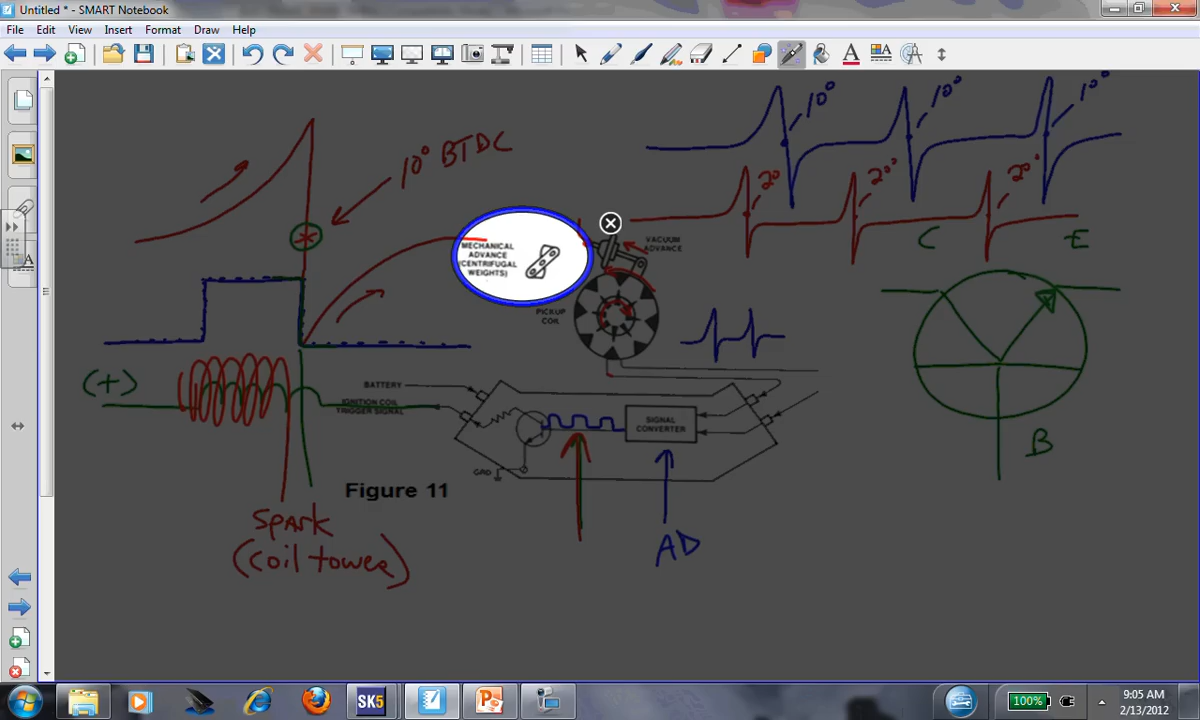 Untitled * - SMART Notebook
File Edit View Insert Format Draw Help
10° 10° 10°
10° BTDC
20° 20° 20°
C E
MECHANICAL
ADVANCE
(CENTRIFUGAL
WEIGHTS)
VACUUM
ADVANCE
PICKUP
COIL
(+)
BATTERY
IGNITION COIL
TRIGGER SIGNAL
SIGNAL
CONVERTER
B
GRD
Figure 11
Spark
(coil tower)
AD
SK5
100%
9:05 AM
2/13/2012